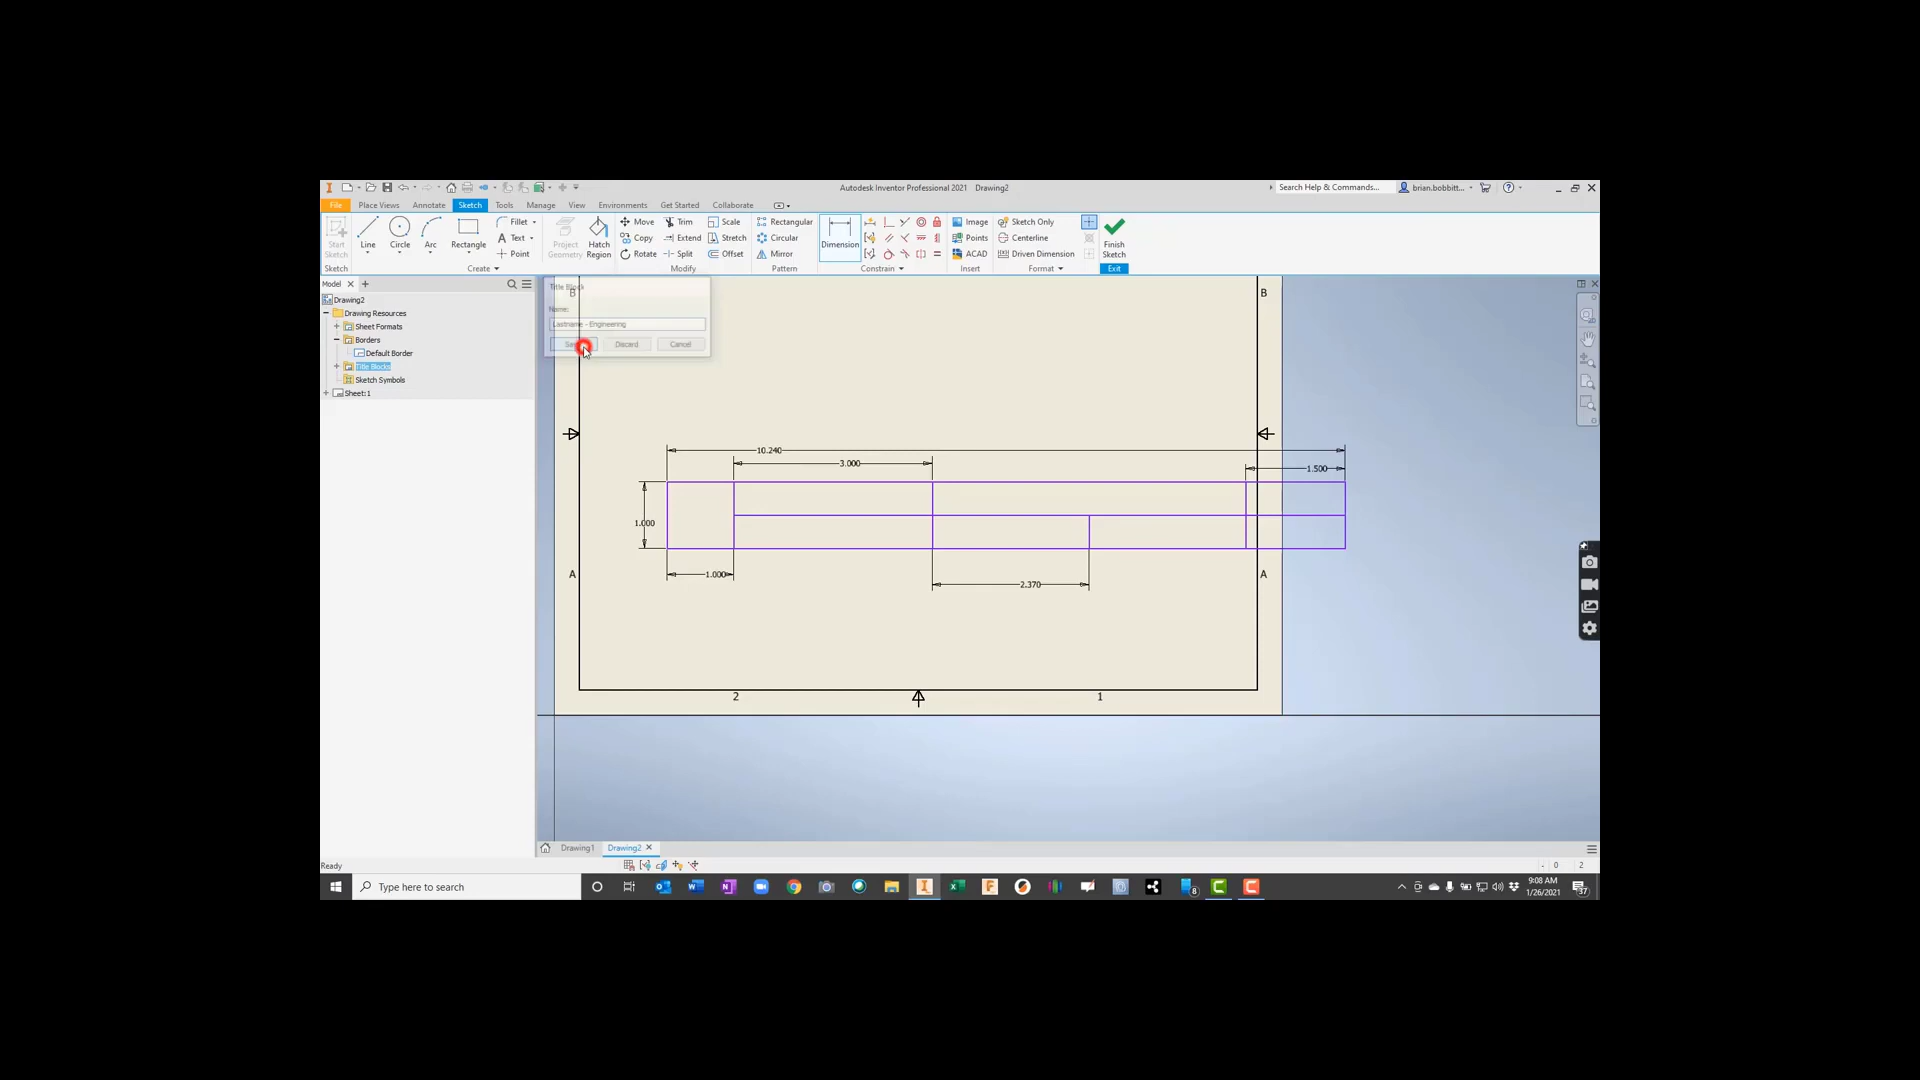 Autodesk Inventor Professional 2021 Drawing2
Search Help & Commands...
brian.bobbitt...
File Place Views Annotate Sketch Tools Manage View Environments Get Started Collaborate
Start Sketch
Line
Circle
Arc
Rectangle
Fillet
Text
Point
Project Geometry
Hatch Region
Move
Copy
Rotate
Trim
Extend
Split
Scale
Stretch
Offset
Rectangular
Circular
Mirror
Dimension
Image
Points
ACAD
Sketch Only
Centerline
Driven Dimension
Finish Sketch
Sketch Create Modify Pattern Constrain Insert Format Exit
Model
Drawing2
Drawing Resources
Sheet Formats
Borders
Default Border
Title Blocks
Sketch Symbols
Sheet:1
Title Block
Name:
Lastname - Engineering
Discard Cancel
B B
10.240
3.000
1.500
1.000
A A
1.000
2.370
2 1
Drawing1 Drawing2
Ready
0 2
Type here to search
8
9:08 AM
1/26/2021
37